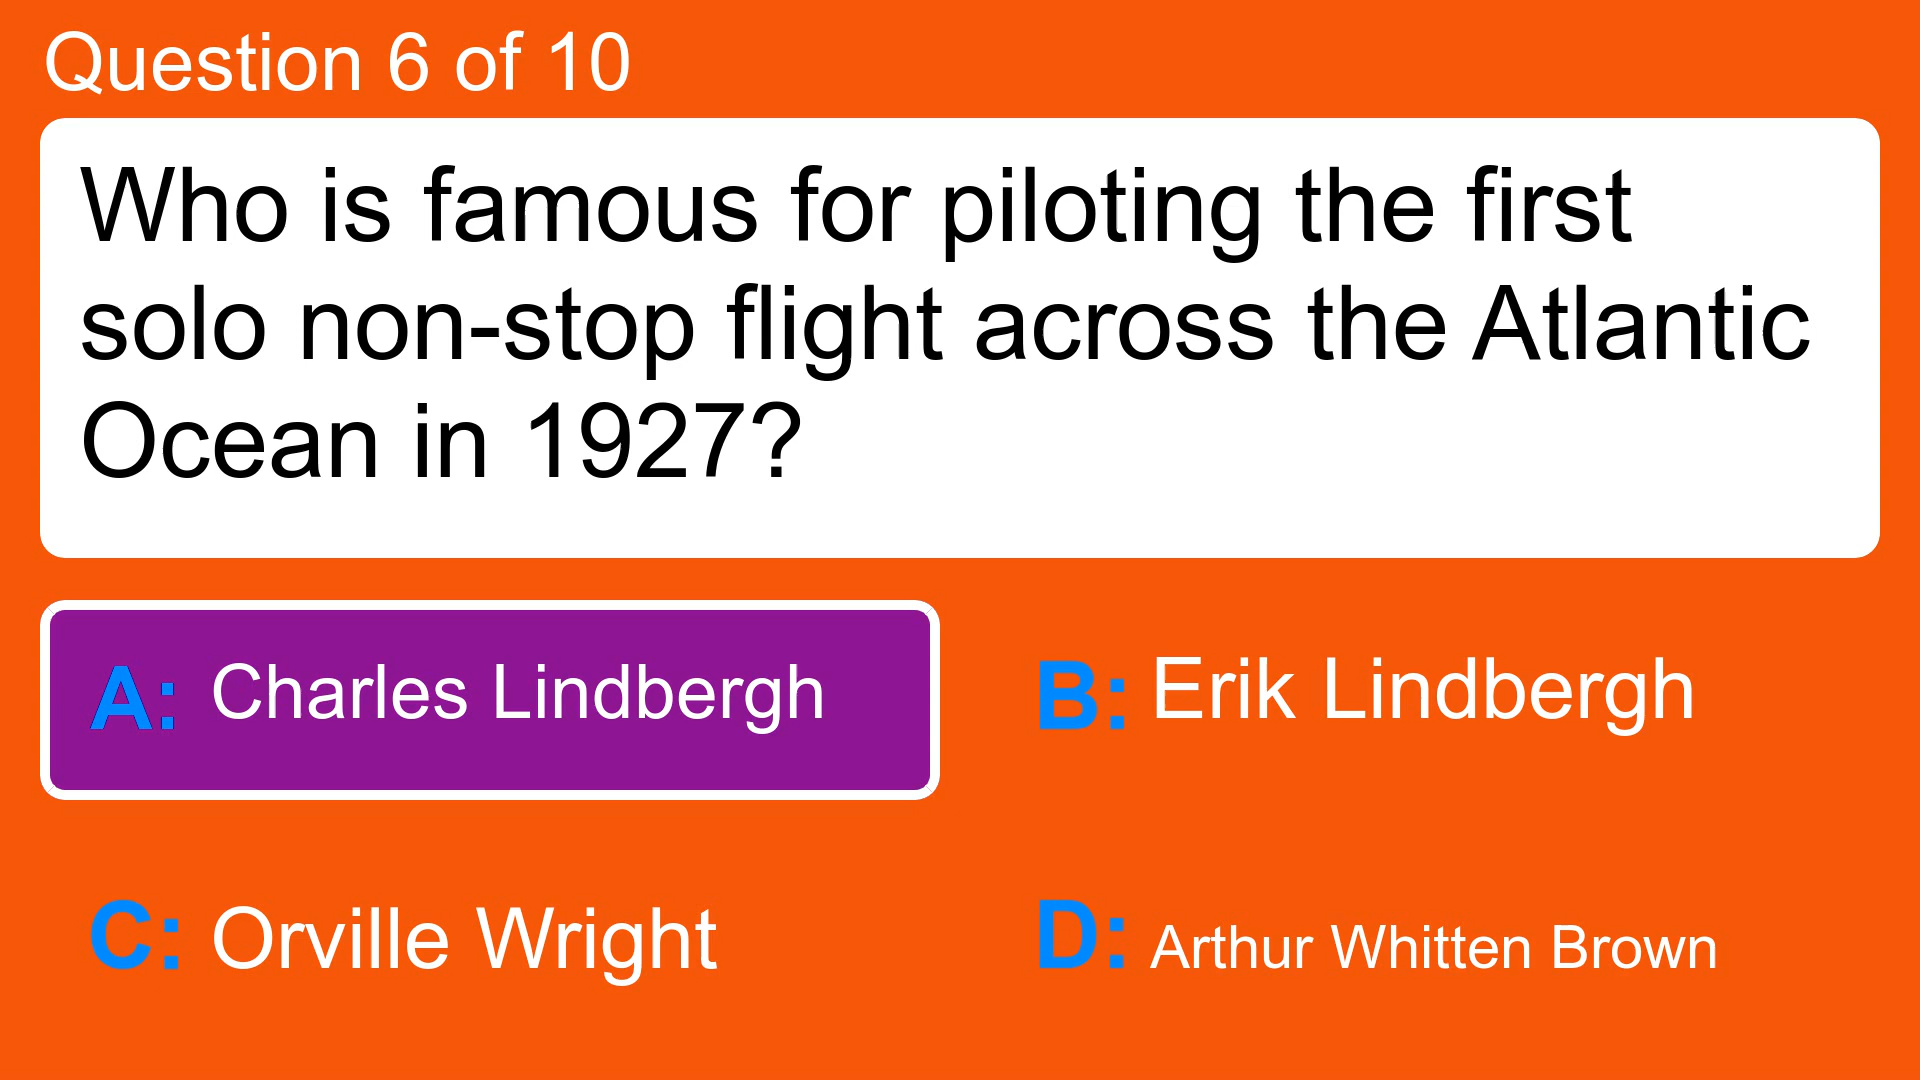 Question 6 of 10
Who is famous for piloting the first
solo non-stop flight across the Atlantic
Ocean in 1927?
A: Charles Lindbergh
B: Erik Lindbergh
C: Orville Wright
D: Arthur Whitten Brown